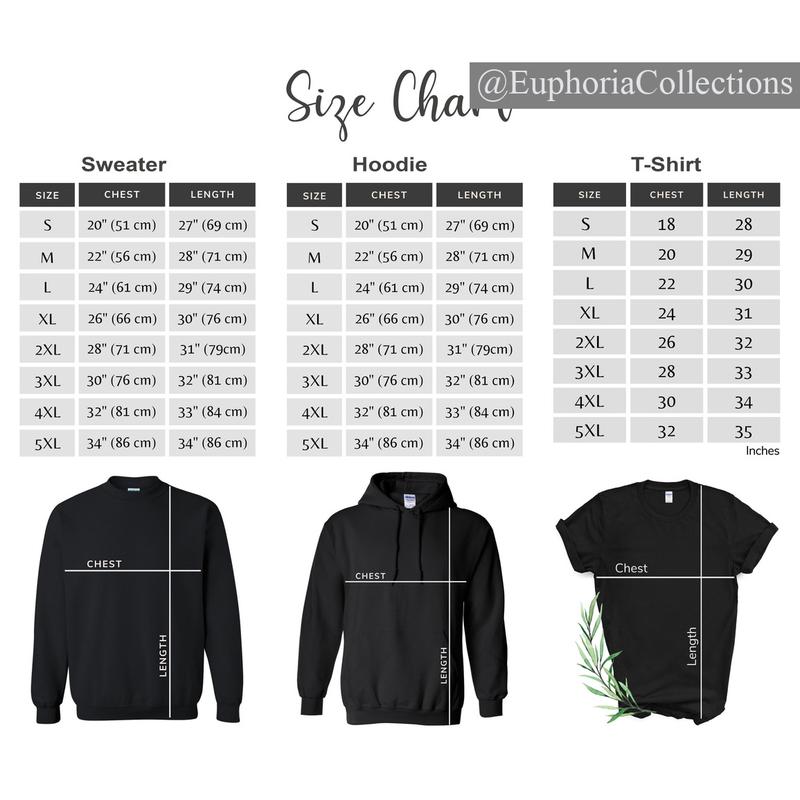 Size Chart
@EuphoriaCollections
Sweater
SIZE CHEST LENGTH
S 20" (51 cm) 27" (69 cm)
M 22" (56 cm) 28" (71 cm)
L 24" (61 cm) 29" (74 cm)
XL 26" (66 cm) 30" (76 cm)
2XL 28" (71 cm) 31" (79cm)
3XL 30" (76 cm) 32" (81 cm)
4XL 32" (81 cm) 33" (84 cm)
5XL 34" (86 cm) 34" (86 cm)
Hoodie
SIZE CHEST LENGTH
S 20" (51 cm) 27" (69 cm)
M 22" (56 cm) 28" (71 cm)
L 24" (61 cm) 29" (74 cm)
XL 26" (66 cm) 30" (76 cm)
2XL 28" (71 cm) 31" (79cm)
3XL 30" (76 cm) 32" (81 cm)
4XL 32" (81 cm) 33" (84 cm)
5XL 34" (86 cm) 34" (86 cm)
T-Shirt
SIZE CHEST LENGTH
S 18 28
M 20 29
L 22 30
XL 24 31
2XL 26 32
3XL 28 33
4XL 30 34
5XL 32 35
Inches
CHEST
LENGTH
CHEST
LENGTH
Chest
Length